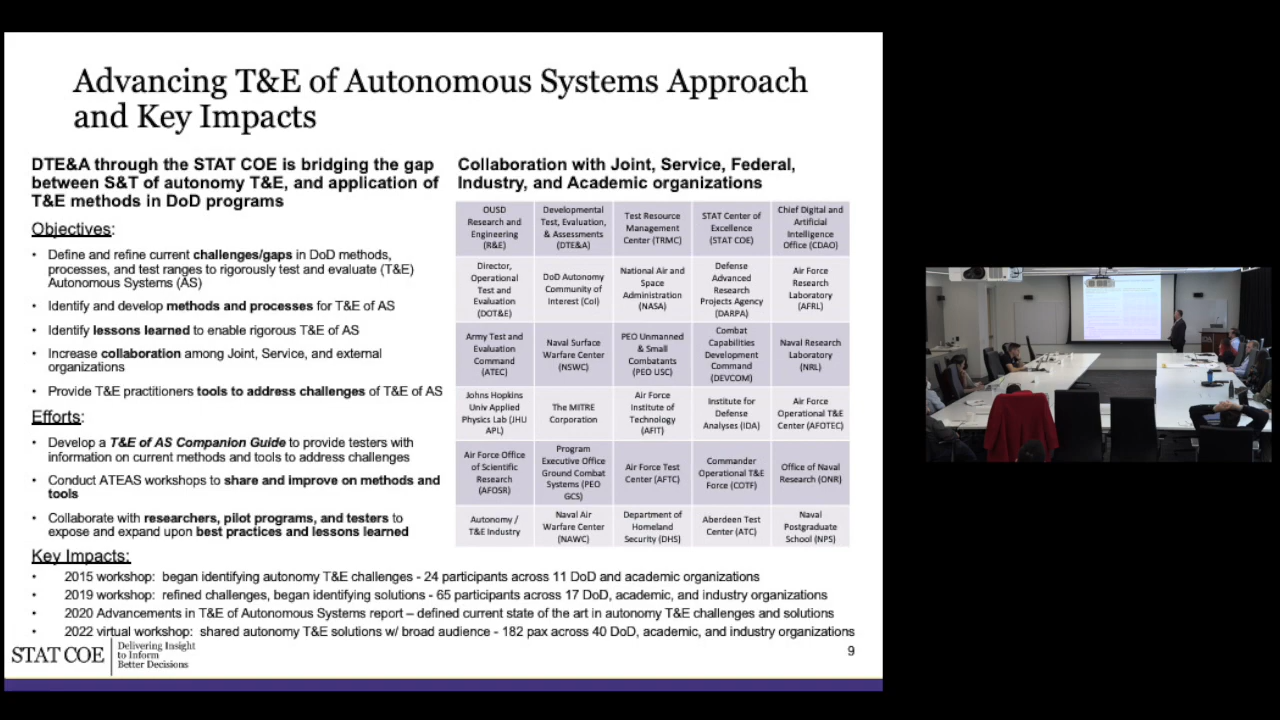 Advancing T&E of Autonomous Systems Approach
and Key Impacts
DTE&A through the STAT COE is bridging the gap
between S&T of autonomy T&E, and application of
T&E methods in DoD programs
Objectives:
• Define and refine current challenges/gaps in DoD methods,
processes, and test ranges to rigorously test and evaluate (T&E)
Autonomous Systems (AS)
• Identify and develop methods and processes for T&E of AS
• Identify lessons learned to enable rigorous T&E of AS
• Increase collaboration among Joint, Service, and external
organizations
• Provide T&E practitioners tools to address challenges of T&E of AS
Efforts:
• Develop a T&E of AS Companion Guide to provide testers with
information on current methods and tools to address challenges
• Conduct ATEAS workshops to share and improve on methods and
tools
• Collaborate with researchers, pilot programs, and testers to
expose and expand upon best practices and lessons learned
Collaboration with Joint, Service, Federal,
Industry, and Academic organizations
OUSD
Research and
Engineering
(R&E)
Developmental
Test, Evaluation,
& Assessments
(DTE&A)
Test Resource
Management
Center (TRMC)
STAT Center of
Excellence
(STAT COE)
Chief Digital and
Artificial
Intelligence
Office (CDAO)
Director,
Operational
Test and
Evaluation
(DOT&E)
DoD Autonomy
Community of
Interest (CoI)
National Air and
Space
Administration
(NASA)
Defense
Advanced
Research
Projects Agency
(DARPA)
Air Force
Research
Laboratory
(AFRL)
Army Test and
Evaluation
Command
(ATEC)
Naval Surface
Warfare Center
(NSWC)
PEO Unmanned
& Small
Combatants
(PEO USC)
Combat
Capabilities
Development
Command
(DEVCOM)
Naval Research
Laboratory
(NRL)
Johns Hopkins
Univ Applied
Physics Lab (JHU
APL)
The MITRE
Corporation
Air Force
Institute of
Technology
(AFIT)
Institute for
Defense
Analyses (IDA)
Air Force
Operational T&E
Center (AFOTEC)
Air Force Office
of Scientific
Research
(AFOSR)
Program
Executive Office
Ground Combat
Systems (PEO
GCS)
Air Force Test
Center (AFTC)
Commander
Operational T&E
Force (COTF)
Office of Naval
Research (ONR)
Autonomy /
T&E Industry
Naval Air
Warfare Center
(NAWC)
Department of
Homeland
Security (DHS)
Aberdeen Test
Center (ATC)
Naval
Postgraduate
School (NPS)
Key Impacts:
• 2015 workshop: began identifying autonomy T&E challenges - 24 participants across 11 DoD and academic organizations
• 2019 workshop: refined challenges, began identifying solutions - 65 participants across 17 DoD, academic, and industry organizations
• 2020 Advancements in T&E of Autonomous Systems report – defined current state of the art in autonomy T&E challenges and solutions
• 2022 virtual workshop: shared autonomy T&E solutions w/ broad audience - 182 pax across 40 DoD, academic, and industry organizations
STAT COE
Delivering Insight
to Inform
Better Decisions
9